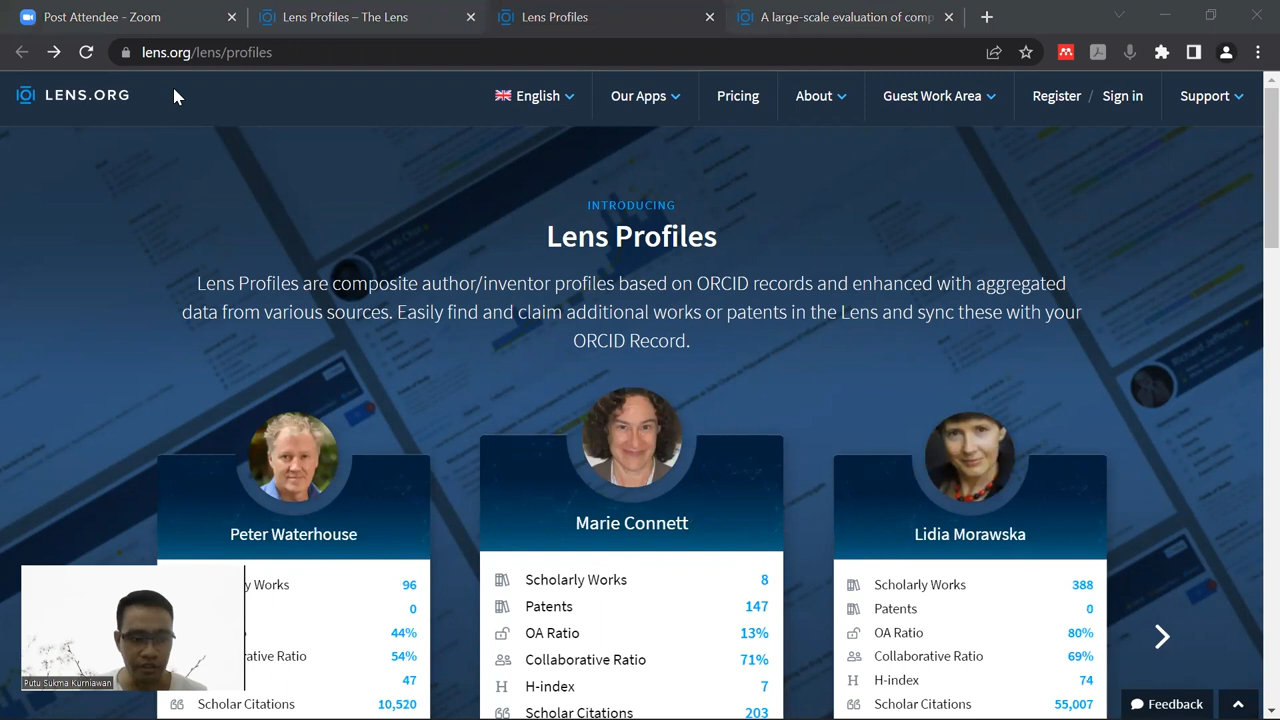 Post Attendee - Zoom
Lens Profiles – The Lens
Lens Profiles
A large-scale evaluation of comp
lens.org/lens/profiles
LENS.ORG
English
Our Apps
Pricing
About
Guest Work Area
Register / Sign in
Support
INTRODUCING
Lens Profiles
Lens Profiles are composite author/inventor profiles based on ORCID records and enhanced with aggregated
data from various sources. Easily find and claim additional works or patents in the Lens and sync these with your
ORCID Record.
Peter Waterhouse
y Works 96
0
44%
rative Ratio 54%
47
Scholar Citations 10,520
Marie Connett
Scholarly Works 8
Patents 147
OA Ratio 13%
Collaborative Ratio 71%
H-index 7
Scholar Citations 203
Lidia Morawska
Scholarly Works 388
Patents 0
OA Ratio 80%
Collaborative Ratio 69%
H-index 74
Scholar Citations 55,007
Putu Sukma Kurniawan
Feedback